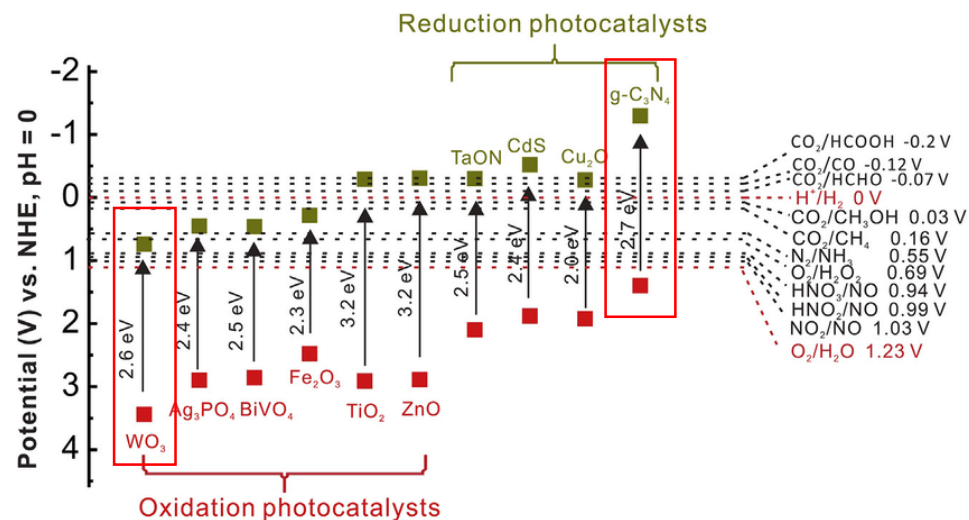 Reduction photocatalysts
Potential (V) vs. NHE, pH = 0
-2
-1
0
1
2
3
4
g-C₃N₄
CdS
TaON
Cu₂O
2.6 eV
2.4 eV
2.5 eV
2.3 eV
3.2 eV
3.2 eV
2.5 eV
2.4 eV
2.0 eV
2.7 eV
WO₃
Ag₃PO₄
BiVO₄
Fe₂O₃
TiO₂
ZnO
CO₂/HCOOH -0.2 V
CO₂/CO -0.12 V
CO₂/HCHO -0.07 V
H⁺/H₂ 0 V
CO₂/CH₃OH 0.03 V
CO₂/CH₄ 0.16 V
N₂/NH₃ 0.55 V
O₂/H₂O₂ 0.69 V
HNO₃/NO 0.94 V
HNO₂/NO 0.99 V
NO₂/NO 1.03 V
O₂/H₂O 1.23 V
Oxidation photocatalysts